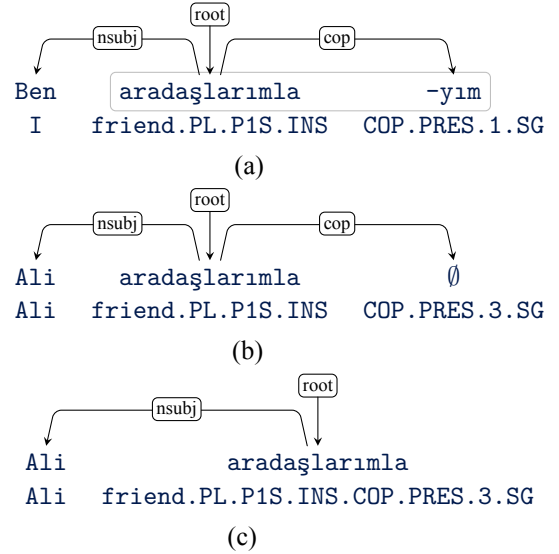 root
nsubj cop
Ben aradaşlarımla -yım
I friend.PL.P1S.INS COP.PRES.1.SG
(a)
root
nsubj cop
Ali aradaşlarımla ∅
Ali friend.PL.P1S.INS COP.PRES.3.SG
(b)
root
nsubj
Ali aradaşlarımla
Ali friend.PL.P1S.INS.COP.PRES.3.SG
(c)